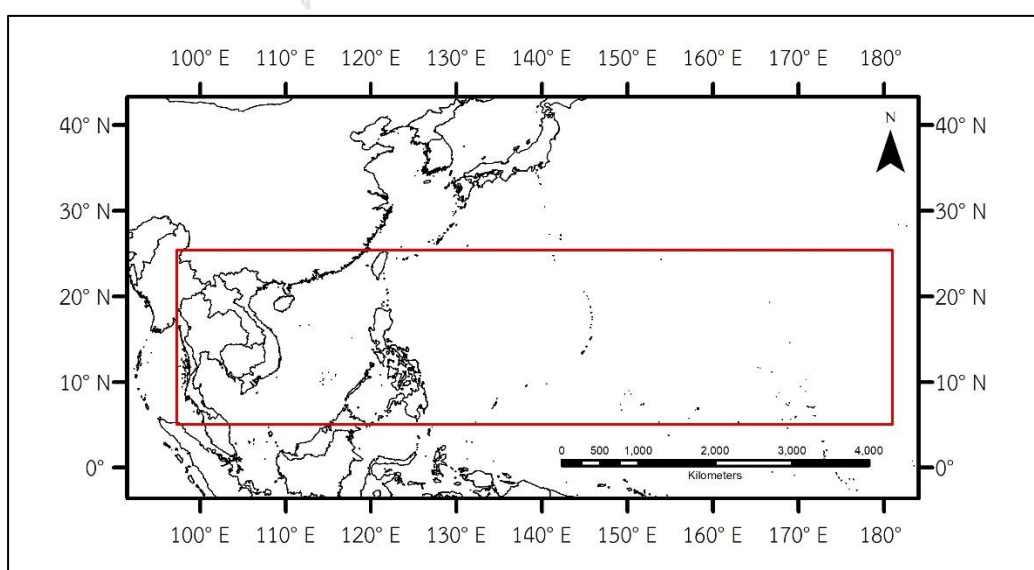 100° E 110° E 120° E 130° E 140° E 150° E 160° E 170° E 180°
N
40° N 40° N
30° N 30° N
20° N 20° N
10° N 10° N
0 500 1,000 2,000 3,000 4,000
0° 0°
Kilometers
100° E 110° E 120° E 130° E 140° E 150° E 160° E 170° E 180°